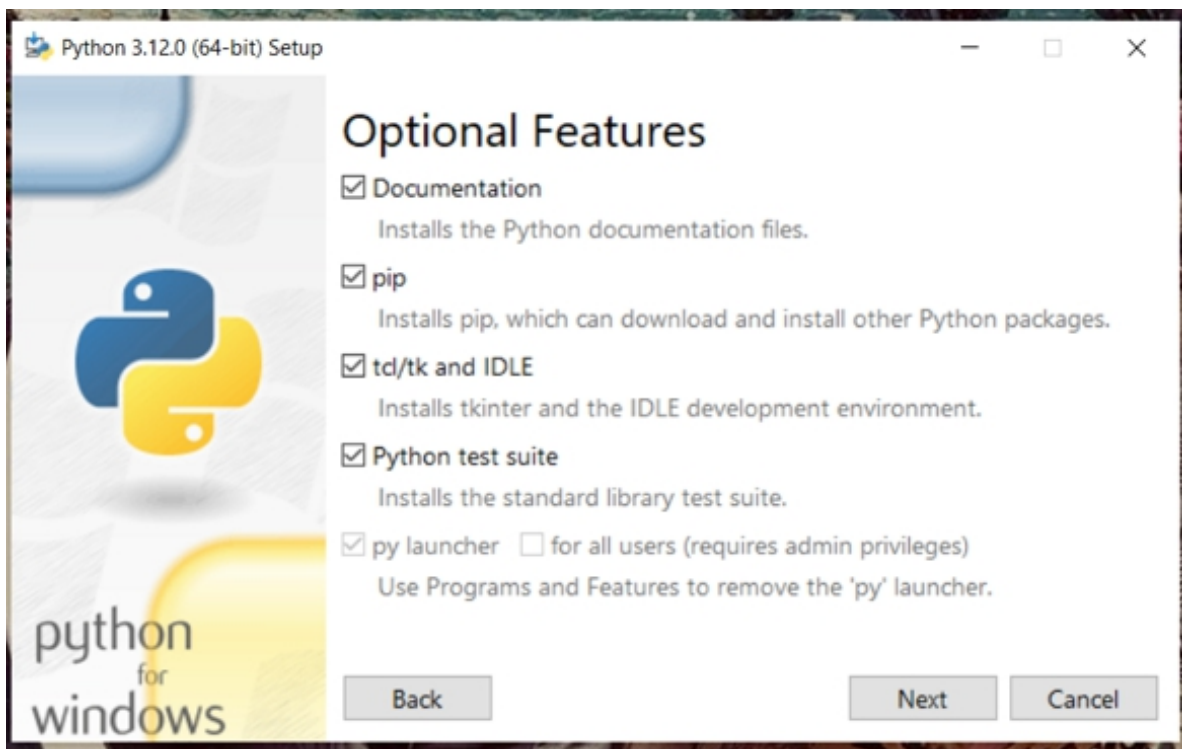 Python 3.12.0 (64-bit) Setup
Optional Features
Documentation
Installs the Python documentation files.
pip
Installs pip, which can download and install other Python packages.
tcl/tk and IDLE
Installs tkinter and the IDLE development environment.
Python test suite
Installs the standard library test suite.
py launcher for all users (requires admin privileges)
Use Programs and Features to remove the 'py' launcher.
python
for
windows
Back Next Cancel